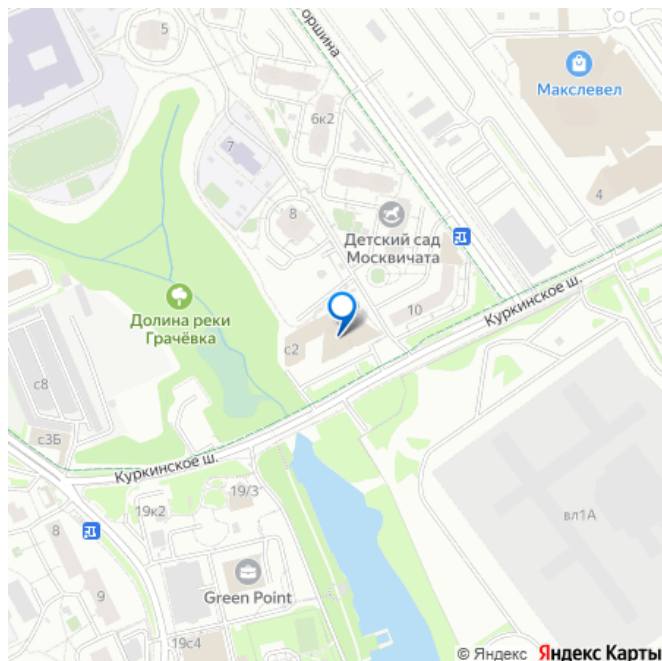 5
оршина
Макслевел
6к2
7
4
8
Детский сад
Москвичата
Куркинское ш.
10
Долина реки
Грачёвка
с2
с8
с3Б
Куркинское ш.
19/3
19к2
вл1А
8
9
Green Point
19с4
© Яндекс Яндекс Карты